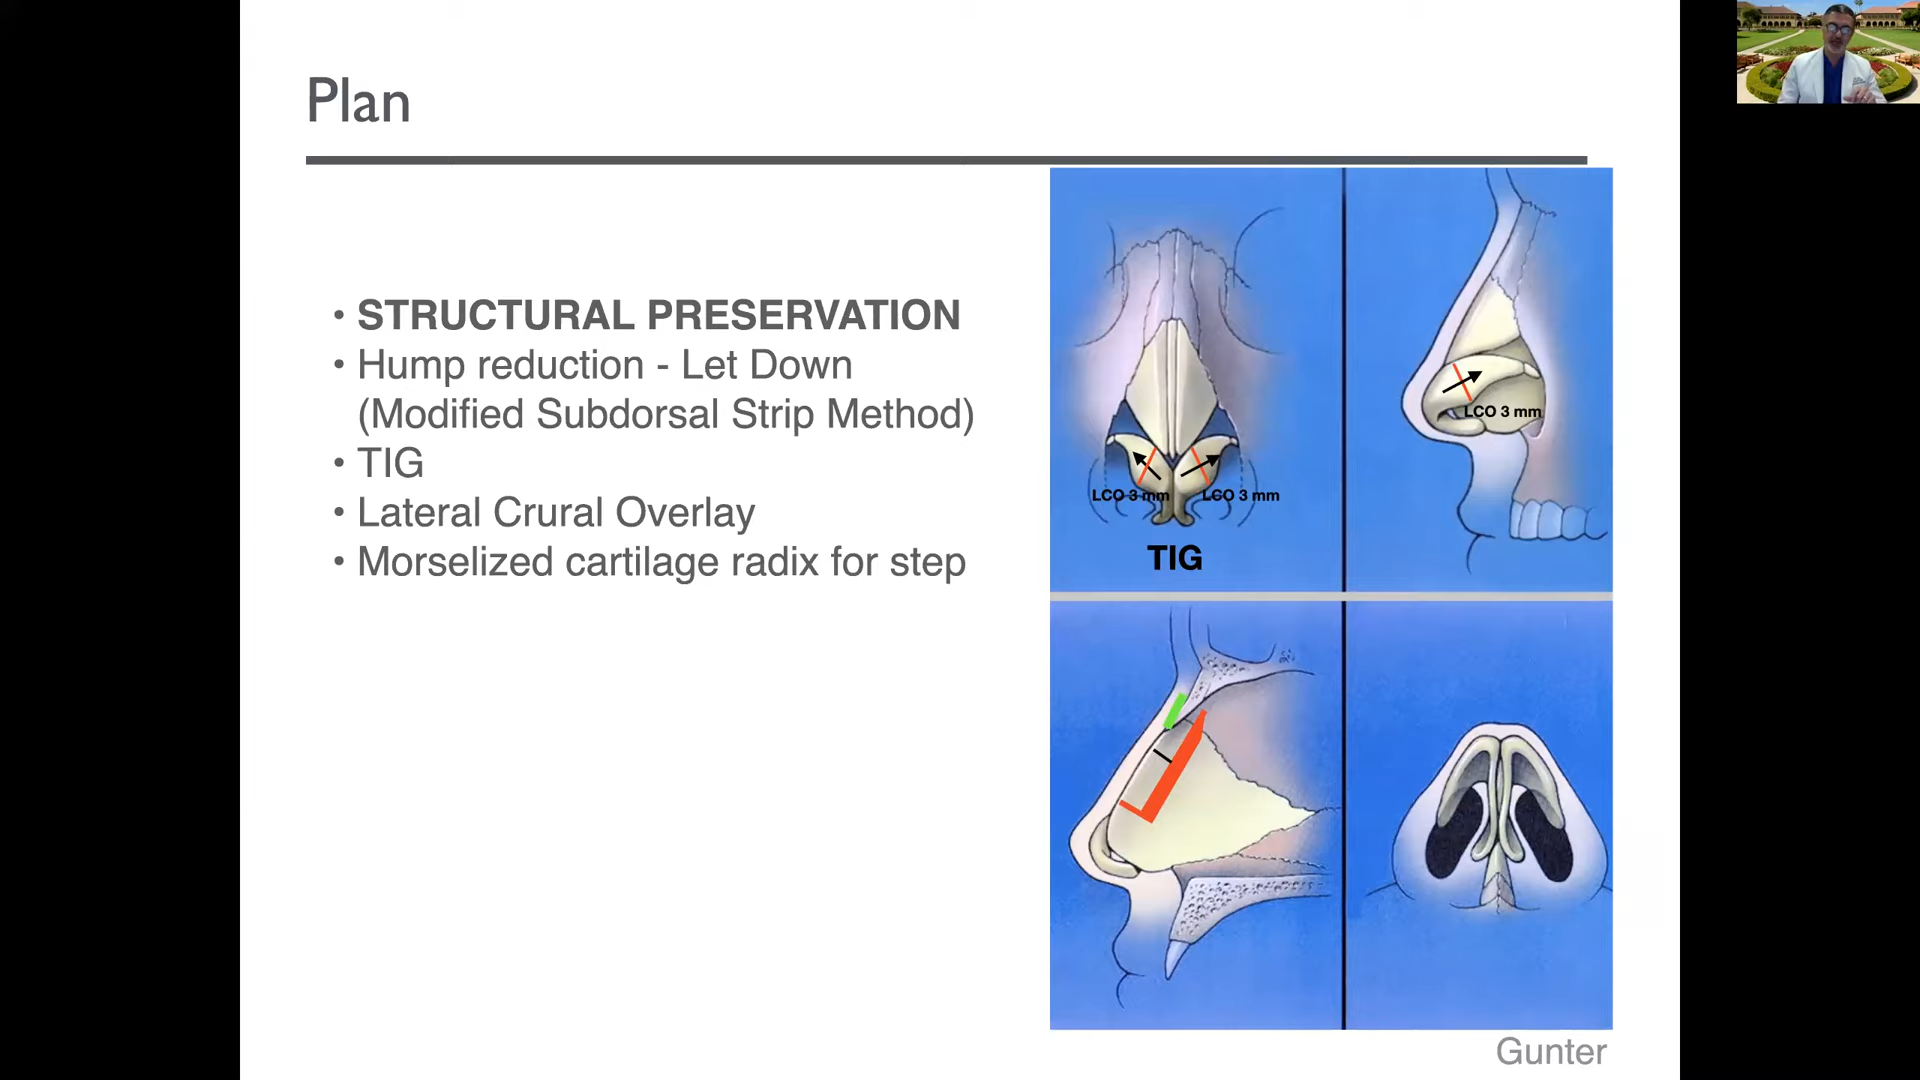 Plan
• STRUCTURAL PRESERVATION
• Hump reduction - Let Down
(Modified Subdorsal Strip Method)
• TIG
• Lateral Crural Overlay
• Morselized cartilage radix for step
LCO 3 mm
LCO 3 mm
LCO 3 mm
TIG
Gunter